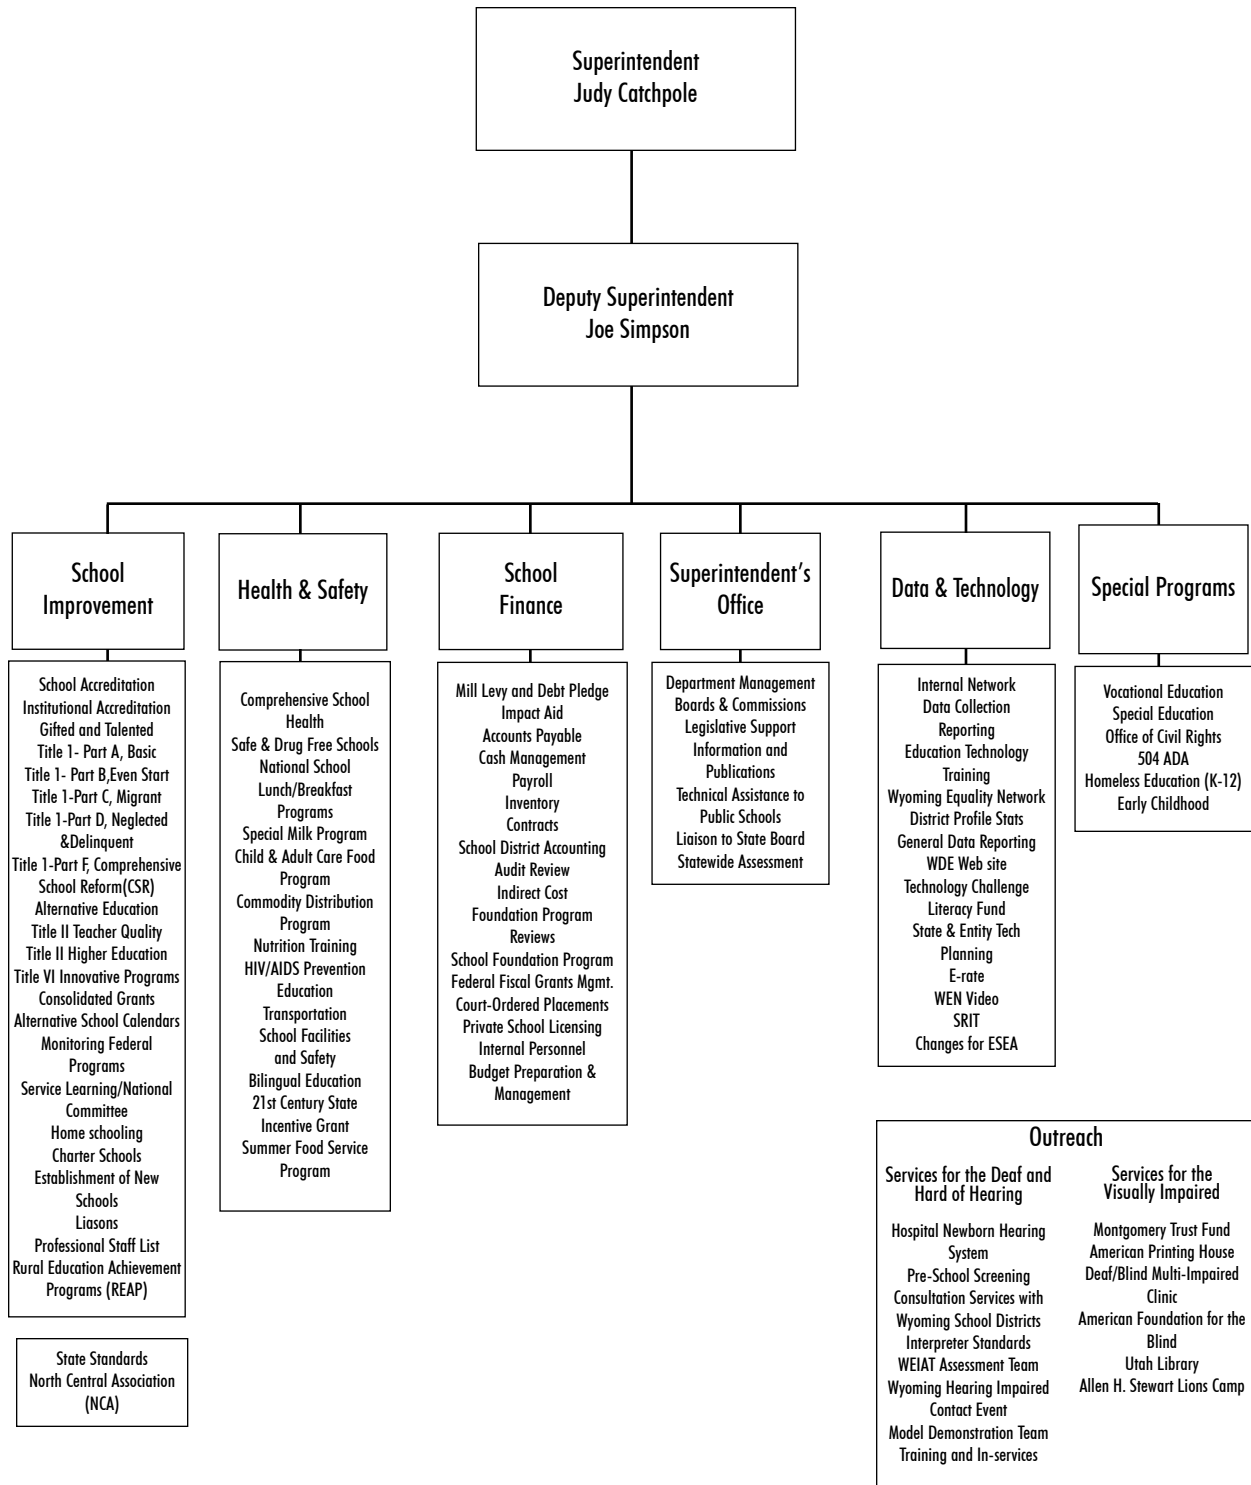 Superintendent
Judy Catchpole
Deputy Superintendent
Joe Simpson
School
Improvement
School Accreditation
Institutional Accreditation
Gifted and Talented
Title 1- Part A, Basic
Title 1- Part B,Even Start
Title 1-Part C, Migrant
Title 1-Part D, Neglected
&Delinquent
Title 1-Part F, Comprehensive
School Reform(CSR)
Alternative Education
Title II Teacher Quality
Title II Higher Education
Title VI Innovative Programs
Consolidated Grants
Alternative School Calendars
Monitoring Federal
Programs
Service Learning/National
Committee
Home schooling
Charter Schools
Establishment of New
Schools
Liasons
Professional Staff List
Rural Education Achievement
Programs (REAP)
State Standards
North Central Association
(NCA)
Health & Safety
Comprehensive School
Health
Safe & Drug Free Schools
National School
Lunch/Breakfast
Programs
Special Milk Program
Child & Adult Care Food
Program
Commodity Distribution
Program
Nutrition Training
HIV/AIDS Prevention
Education
Transportation
School Facilities
and Safety
Bilingual Education
21st Century State
Incentive Grant
Summer Food Service
Program
School
Finance
Mill Levy and Debt Pledge
Impact Aid
Accounts Payable
Cash Management
Payroll
Inventory
Contracts
School District Accounting
Audit Review
Indirect Cost
Foundation Program
Reviews
School Foundation Program
Federal Fiscal Grants Mgmt.
Court-Ordered Placements
Private School Licensing
Internal Personnel
Budget Preparation &
Management
Superintendent's
Office
Department Management
Boards & Commissions
Legislative Support
Information and
Publications
Technical Assistance to
Public Schools
Liaison to State Board
Statewide Assessment
Data & Technology
Internal Network
Data Collection
Reporting
Education Technology
Training
Wyoming Equality Network
District Profile Stats
General Data Reporting
WDE Web site
Technology Challenge
Literacy Fund
State & Entity Tech
Planning
E-rate
WEN Video
SRIT
Changes for ESEA
Special Programs
Vocational Education
Special Education
Office of Civil Rights
504 ADA
Homeless Education (K-12)
Early Childhood
Outreach
Services for the Deaf and
Hard of Hearing
Hospital Newborn Hearing
System
Pre-School Screening
Consultation Services with
Wyoming School Districts
Interpreter Standards
WEIAT Assessment Team
Wyoming Hearing Impaired
Contact Event
Model Demonstration Team
Training and In-services
Services for the
Visually Impaired
Montgomery Trust Fund
American Printing House
Deaf/Blind Multi-Impaired
Clinic
American Foundation for the
Blind
Utah Library
Allen H. Stewart Lions Camp